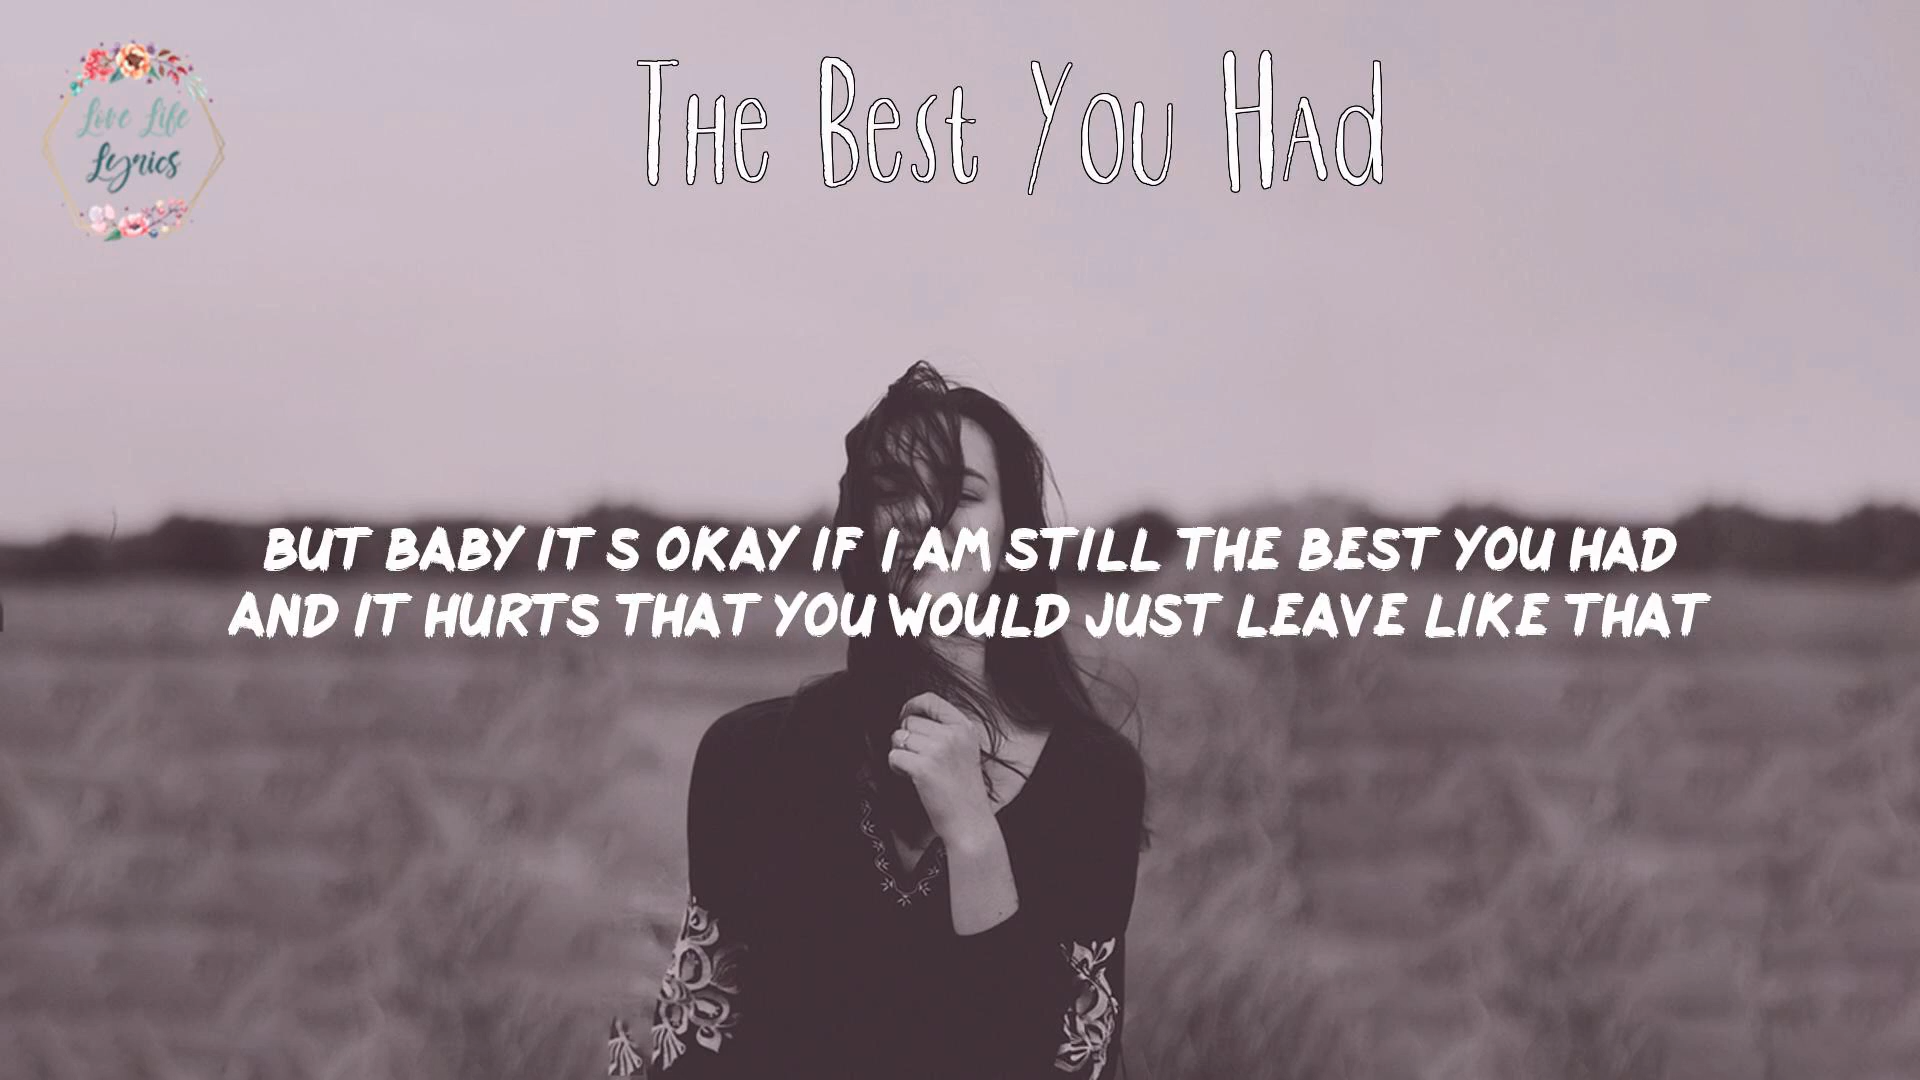 Love Life
Lyrics
The Best You Had
BUT BABY IT S OKAY IF I AM STILL THE BEST YOU HAD
AND IT HURTS THAT YOU WOULD JUST LEAVE LIKE THAT